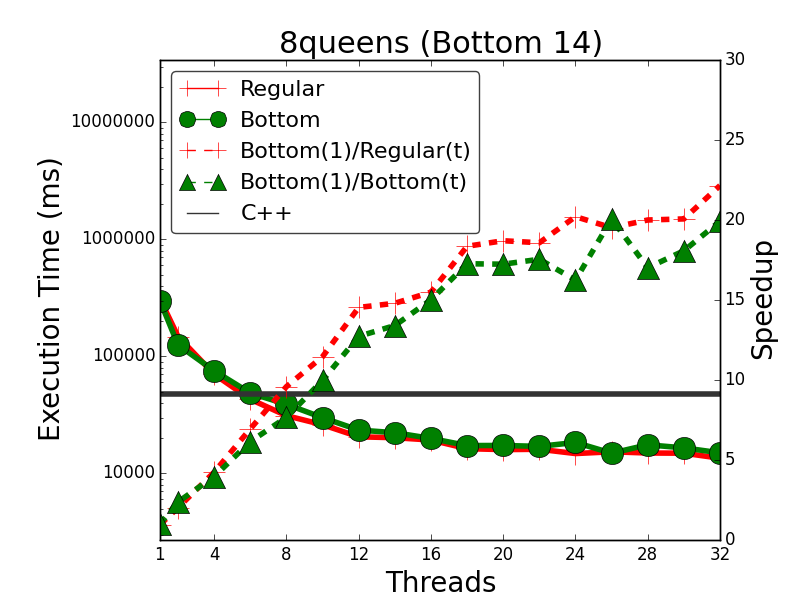 8queens (Bottom 14)
Regular
Bottom
Bottom(1)/Regular(t)
Bottom(1)/Bottom(t)
C++
Execution Time (ms)
10000000
1000000
100000
10000
30
25
20
15
10
5
0
Speedup
1 4 8 12 16 20 24 28 32
Threads